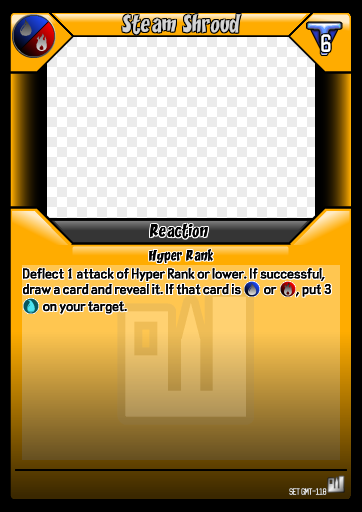 Steam Shroud
6
Reaction
Hyper Rank
Deflect 1 attack of Hyper Rank or lower. If successful,
draw a card and reveal it. If that card is or , put 3
on your target.
SET GMT-118